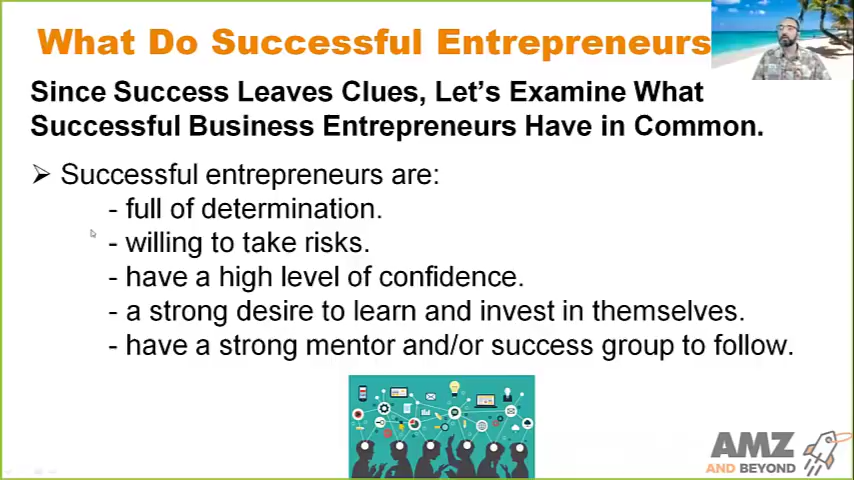 What Do Successful Entrepreneurs
Since Success Leaves Clues, Let's Examine What
Successful Business Entrepreneurs Have in Common.
Successful entrepreneurs are:
- full of determination.
- willing to take risks.
- have a high level of confidence.
- a strong desire to learn and invest in themselves.
- have a strong mentor and/or success group to follow.
AMZ
AND BEYOND